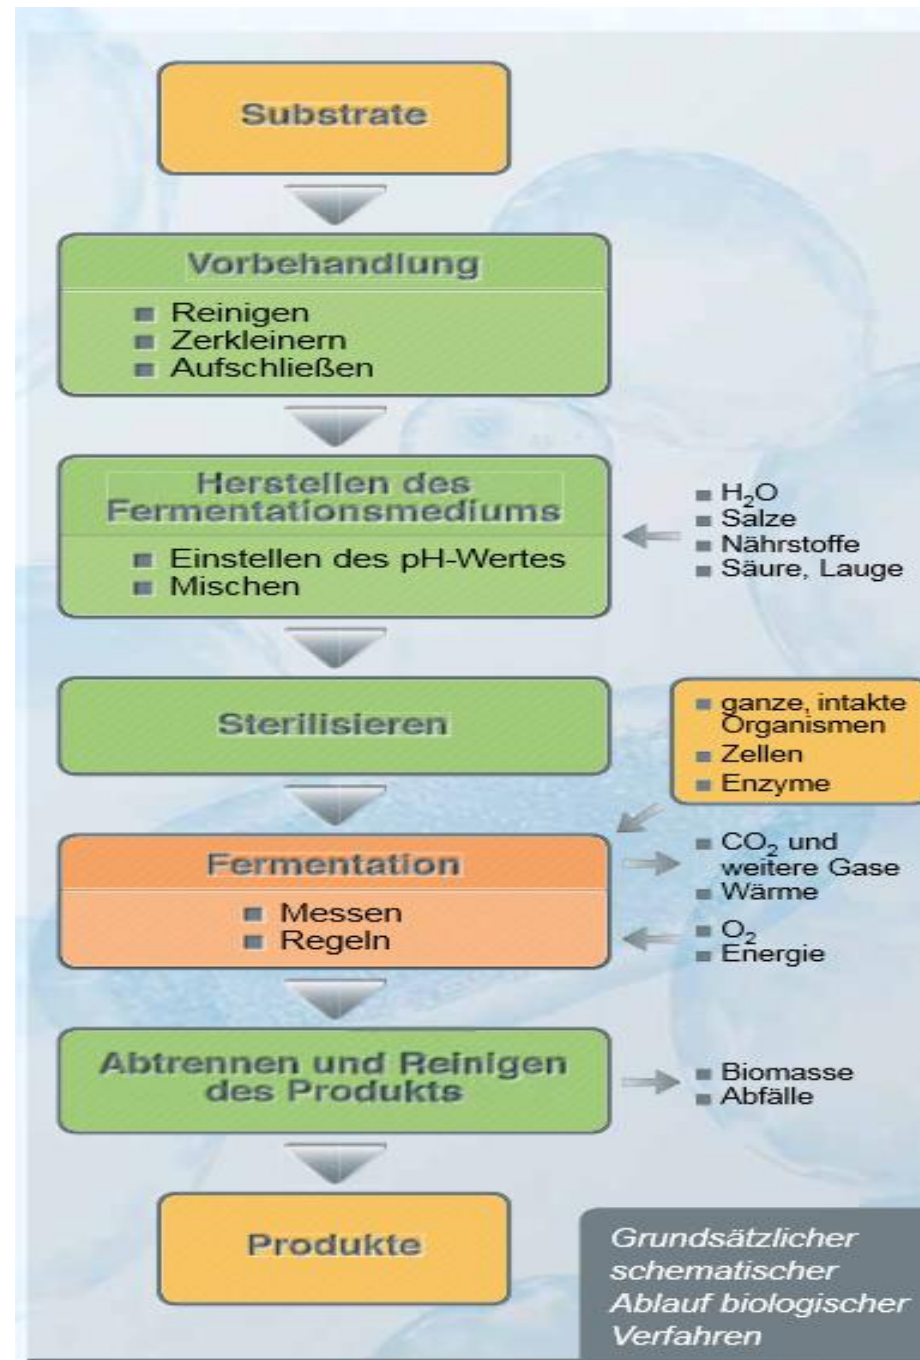 Substrate
Vorbehandlung
■ Reinigen
■ Zerkleinern
■ Aufschließen
Herstellen des
Fermentationsmediums
■ Einstellen des pH-Wertes
■ Mischen
■ H₂O
■ Salze
■ Nährstoffe
■ Säure, Lauge
Sterilisieren
■ ganze, intakte
Organismen
■ Zellen
■ Enzyme
Fermentation
■ Messen
■ Regeln
■ CO₂ und
weitere Gase
■ Wärme
■ O₂
■ Energie
Abtrennen und Reinigen
des Produkts
■ Biomasse
■ Abfälle
Produkte
Grundsätzlicher
schematischer
Ablauf biologischer
Verfahren